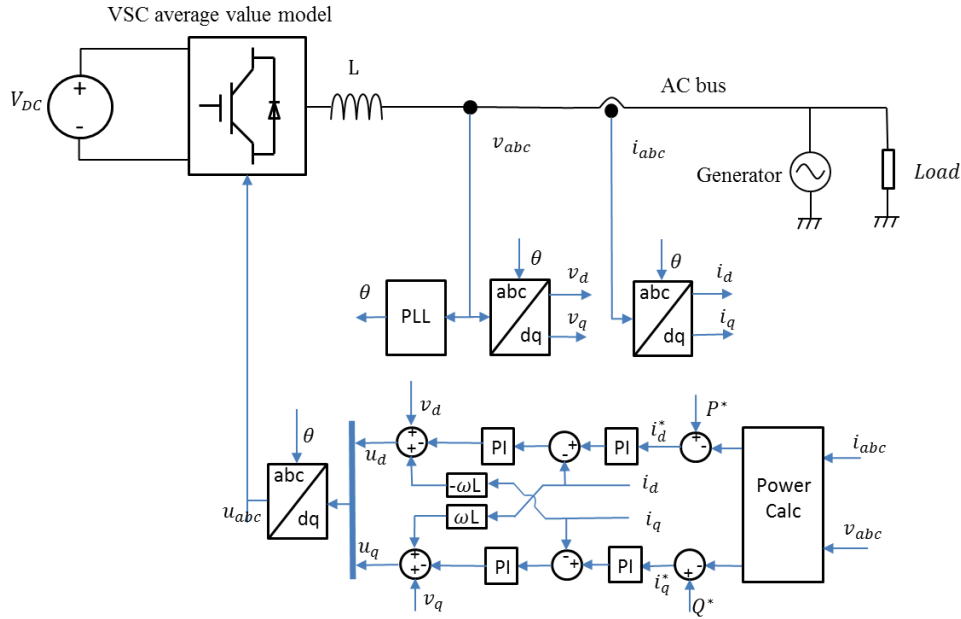 VSC average value model
L
AC bus
V_DC
+
-
v_abc
i_abc
Generator
Load
θ
θ
θ
PLL
abc
dq
v_d
v_q
abc
dq
i_d
i_q
v_d
P*
θ
+
+
-
PI
-
PI
i_d*
+
-
u_d
i_abc
abc
dq
-ωL
i_d
Power
Calc
u_abc
ωL
i_q
v_abc
u_q
+
+
-
PI
-
+
PI
i_q*
+
-
v_q
Q*